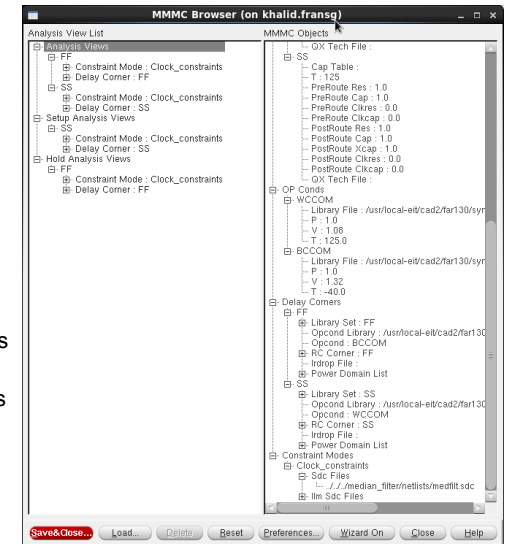 MMMC Browser (on khalid.fransg)
Analysis View List
Analysis Views
FF
Constraint Mode : Clock_constraints
Delay Corner : FF
SS
Constraint Mode : Clock_constraints
Delay Corner : SS
Setup Analysis Views
SS
Constraint Mode : Clock_constraints
Delay Corner : SS
Hold Analysis Views
FF
Constraint Mode : Clock_constraints
Delay Corner : FF
s
s
MMMC Objects
QX Tech File :
SS
Cap Table :
T : 125
PreRoute Res : 1.0
PreRoute Cap : 1.0
PreRoute Clkres : 0.0
PreRoute Clkcap : 0.0
PostRoute Res : 1.0
PostRoute Cap : 1.0
PostRoute Xcap : 1.0
PostRoute Clkres : 0.0
PostRoute Clkcap : 0.0
QX Tech File :
OP Conds
WCCOM
Library File : /usr/local-eit/cad2/far130/syr
P : 1.0
V : 1.08
T : 125.0
BCCOM
Library File : /usr/local-eit/cad2/far130/syr
P : 1.0
V : 1.32
T : -40.0
Delay Corners
FF
Library Set : FF
Opcond Library : /usr/local-eit/cad2/far130
Opcond : BCCOM
RC Corner : FF
Irdrop File :
Power Domain List
SS
Library Set : SS
Opcond Library : /usr/local-eit/cad2/far130
Opcond : WCCOM
RC Corner : SS
Irdrop File :
Power Domain List
Constraint Modes
Clock_constraints
Sdc Files
../../../median_filter/netlists/medfilt.sdc
Ilm Sdc Files
Save&Close... Load... Delete Reset Preferences... Wizard On Close Help